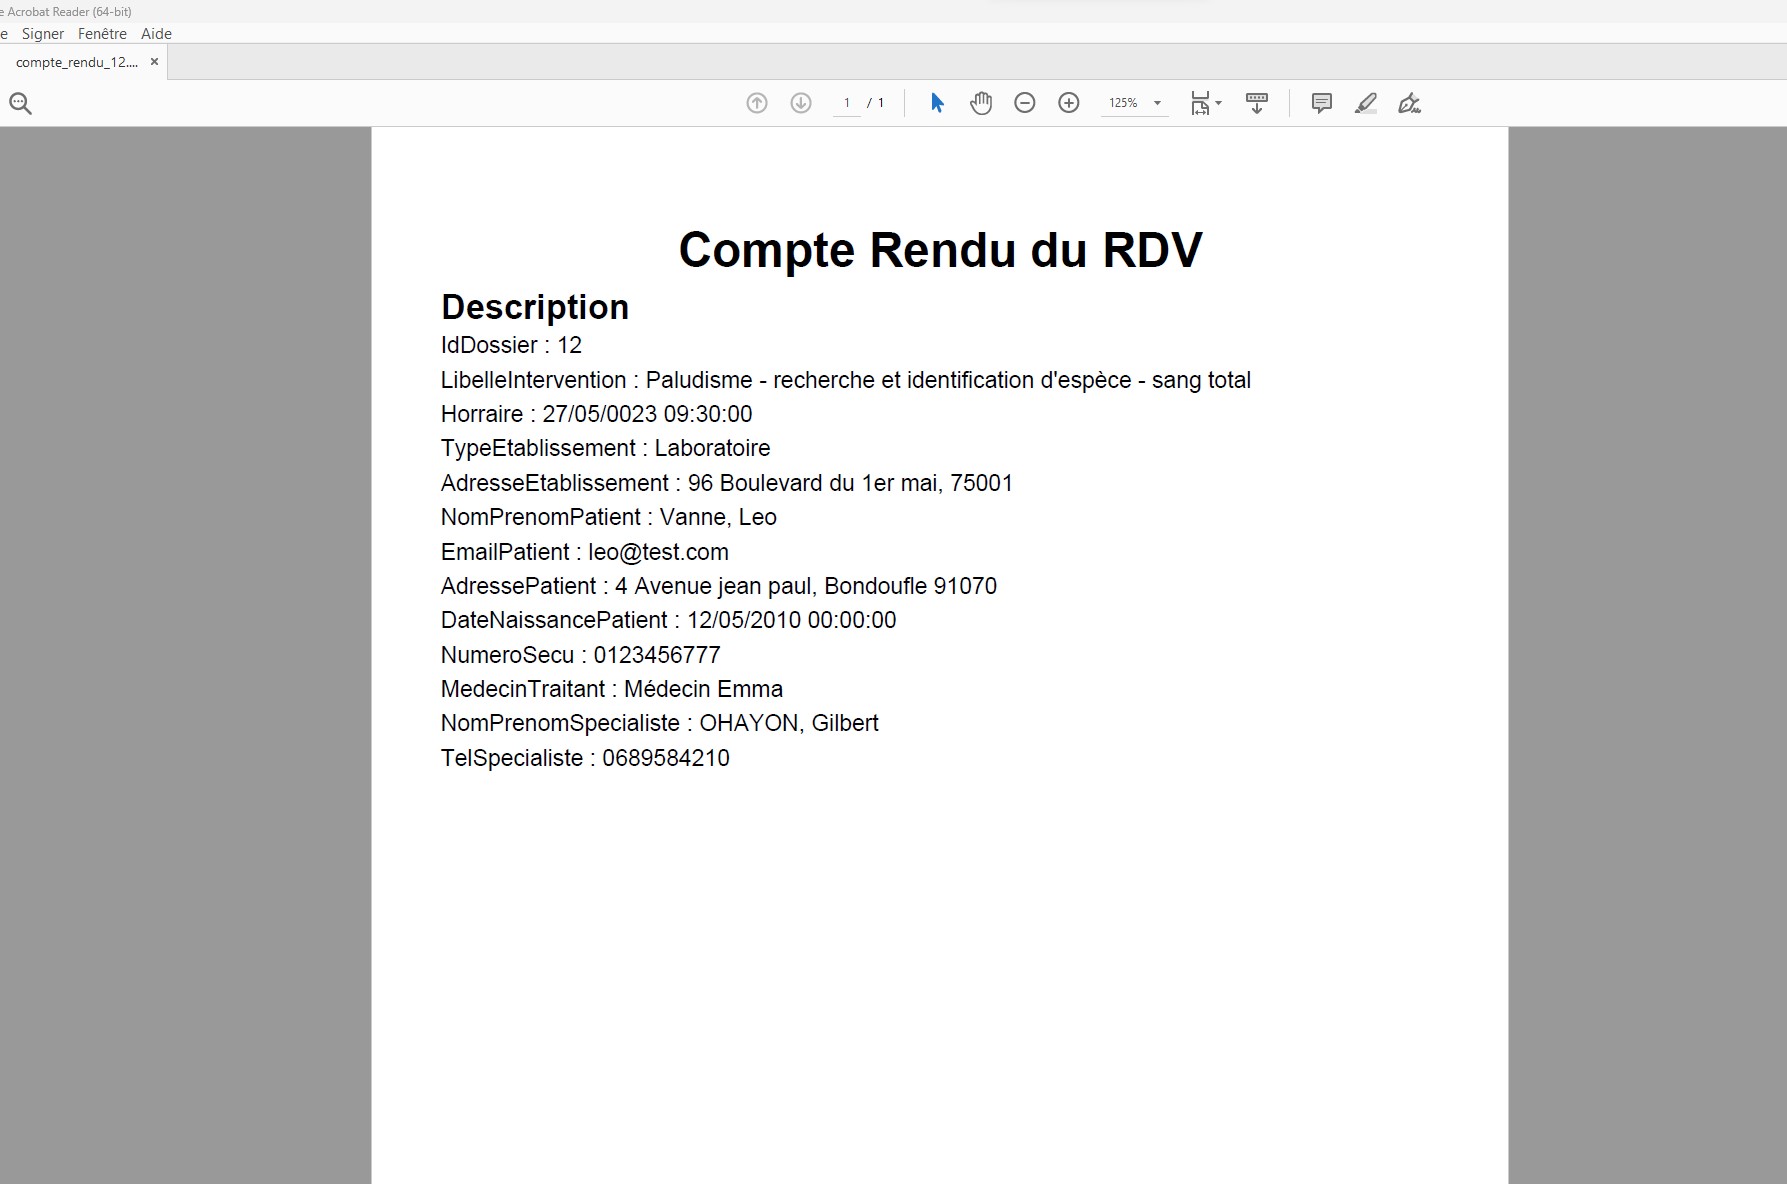 e Acrobat Reader (64-bit)
e Signer Fenêtre Aide
compte_rendu_12.... ×
1 / 1 125%
Compte Rendu du RDV
Description
IdDossier : 12
LibelleIntervention : Paludisme - recherche et identification d'espèce - sang total
Horraire : 27/05/0023 09:30:00
TypeEtablissement : Laboratoire
AdresseEtablissement : 96 Boulevard du 1er mai, 75001
NomPrenomPatient : Vanne, Leo
EmailPatient : leo@test.com
AdressePatient : 4 Avenue jean paul, Bondoufle 91070
DateNaissancePatient : 12/05/2010 00:00:00
NumeroSecu : 0123456777
MedecinTraitant : Médecin Emma
NomPrenomSpecialiste : OHAYON, Gilbert
TelSpecialiste : 0689584210